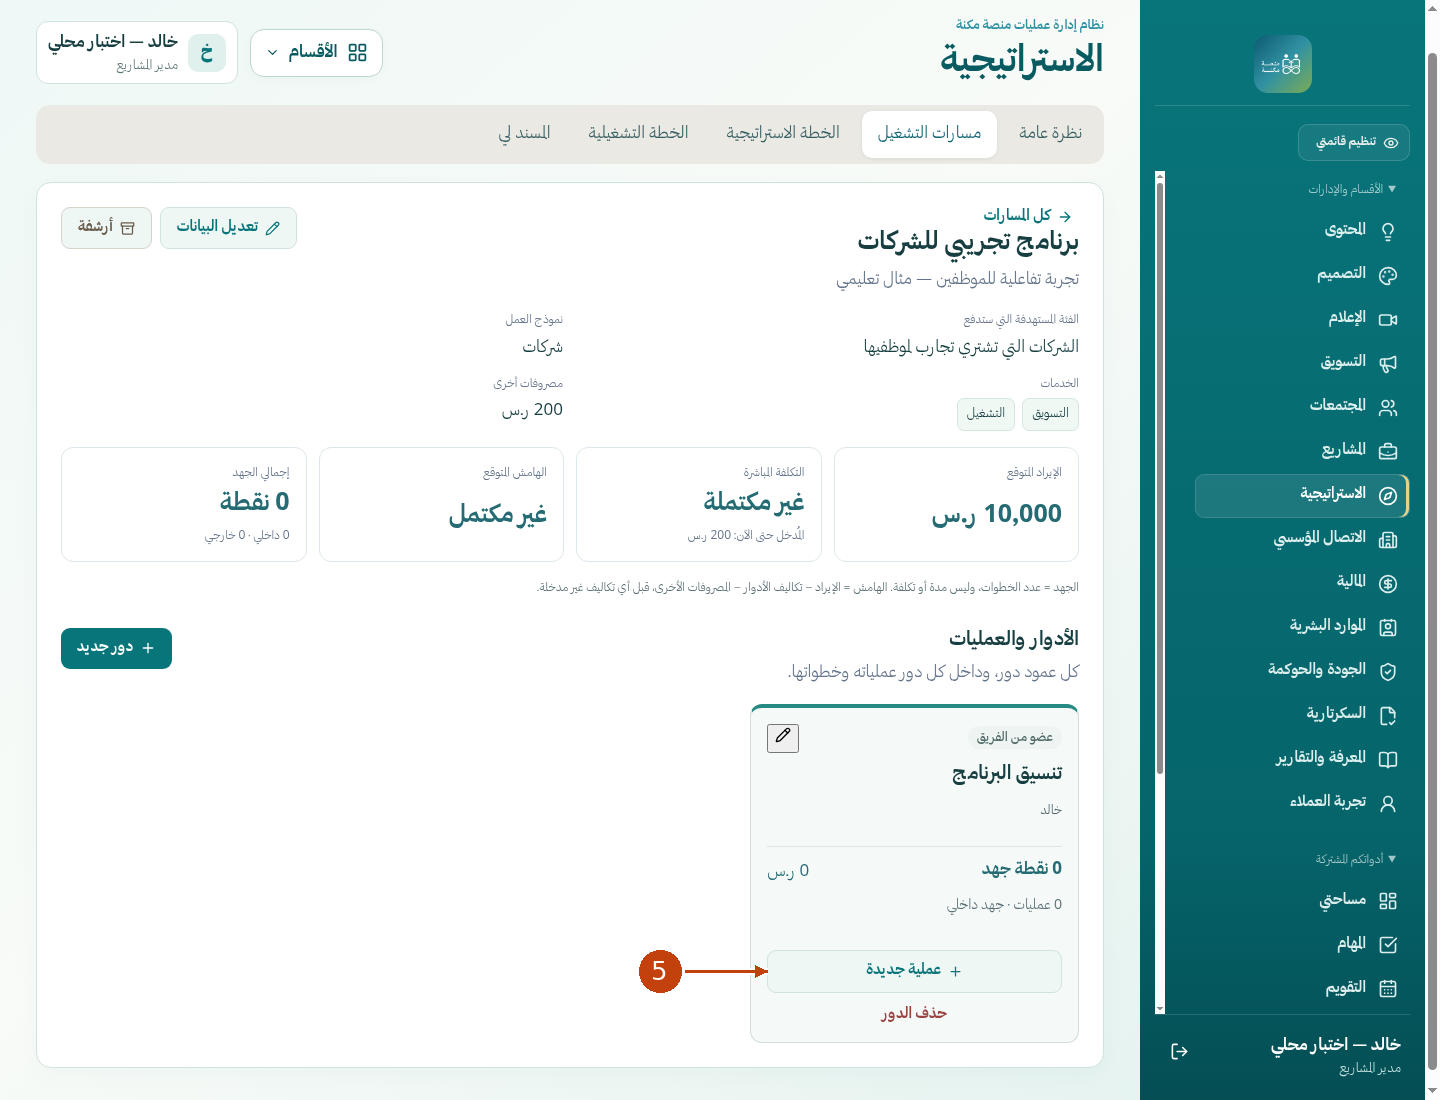 منصة
مكنة
تنظيم قائمتي
الأقسام والإدارات
المحتوى
التصميم
الإعلام
التسويق
المجتمعات
المشاريع
الاستراتيجية
الاتصال المؤسسي
المالية
الموارد البشرية
الجودة والحوكمة
السكرتارية
المعرفة والتقارير
تجربة العملاء
أدواتكم المشتركة
مساحتي
المهام
التقويم
خالد — اختبار محلي
مدير المشاريع
نظام إدارة عمليات منصة مكنة
الاستراتيجية
الأقسام
خ
خالد — اختبار محلي
مدير المشاريع
نظرة عامة
مسارات التشغيل
الخطة الاستراتيجية
الخطة التشغيلية
المسند لي
كل المسارات
برنامج تجريبي للشركات
تجربة تفاعلية للموظفين — مثال تعليمي
تعديل البيانات
أرشفة
الفئة المستهدفة التي ستدفع
الشركات التي تشتري تجارب لموظفيها
نموذج العمل
شركات
الخدمات
التسويق
التشغيل
مصروفات أخرى
200 ر.س
الإيراد المتوقع
10,000 ر.س
التكلفة المباشرة
غير مكتملة
المُدخل حتى الآن: 200 ر.س
الهامش المتوقع
غير مكتمل
إجمالي الجهد
0 نقطة
0 داخلي · 0 خارجي
الجهد = عدد الخطوات، وليس مدة أو تكلفة. الهامش = الإيراد − تكاليف الأدوار − المصروفات الأخرى، قبل أي تكاليف غير مدخلة.
الأدوار والعمليات
كل عمود دور، وداخل كل دور عملياته وخطواتها.
دور جديد
عضو من الفريق
تنسيق البرنامج
خالد
0 نقطة جهد
0 ر.س
0 عمليات · جهد داخلي
عملية جديدة
5
حذف الدور